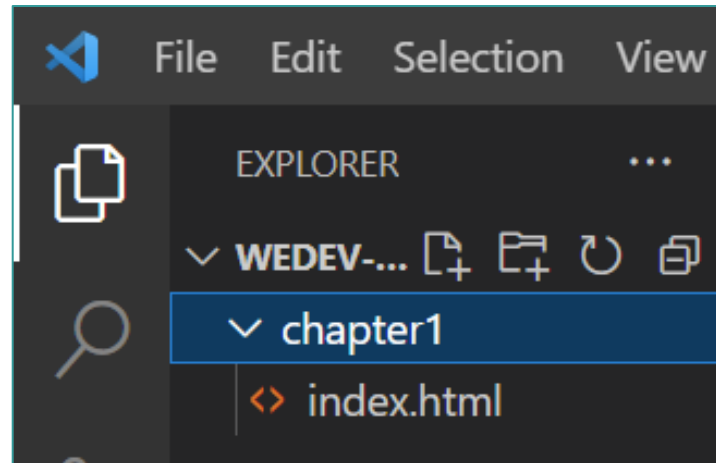 File Edit Selection View
EXPLORER ...
WEDEV-...
chapter1
index.html